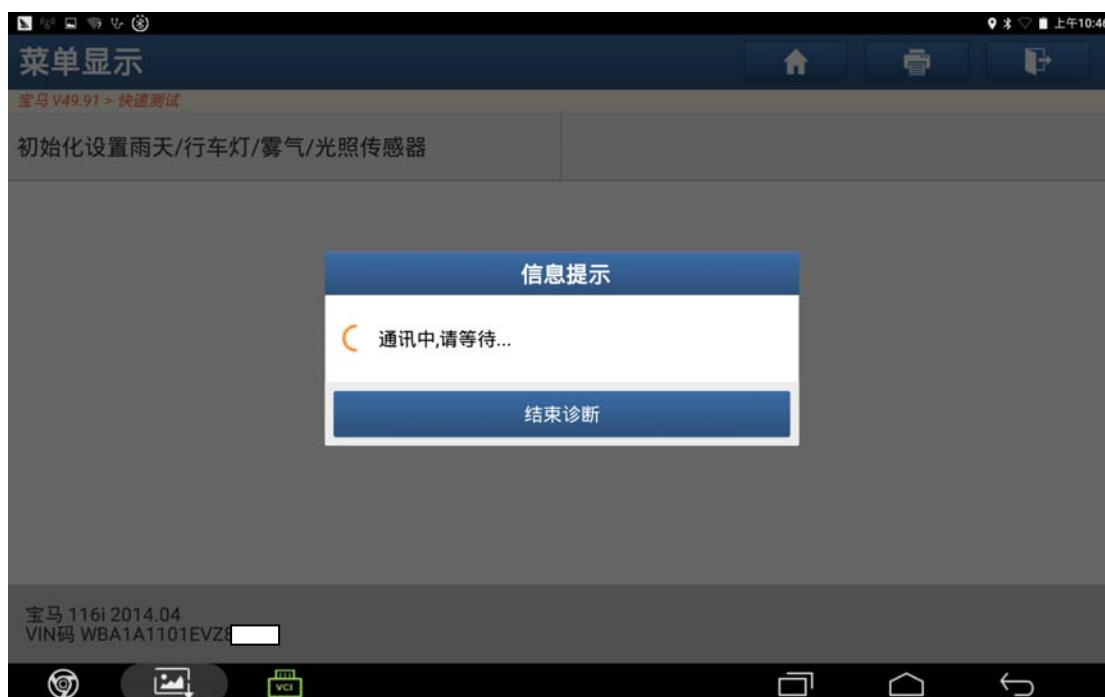 上午10:46
菜单显示
宝马 V49.91 > 快速测试
初始化设置雨天/行车灯/雾气/光照传感器
信息提示
通讯中,请等待...
结束诊断
宝马 116i 2014.04
VIN码 WBA1A1101EVZ8
VCI